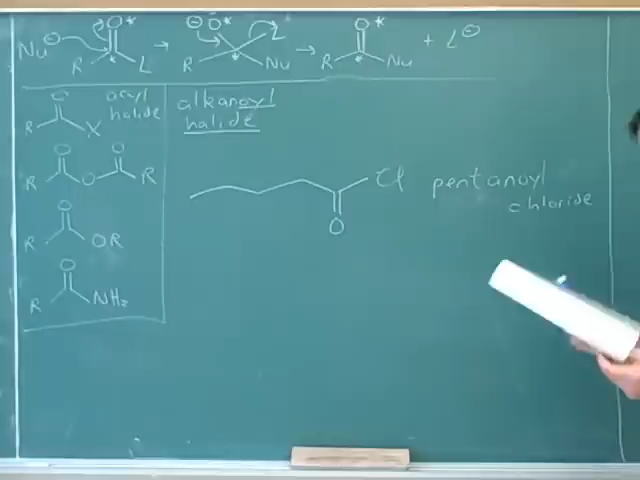 Nu⊖ R O* L → R ⊖O* L Nu → R O* Nu + L⊖
R O X acyl halide
alkanoyl
halide
R O O O R
Cl
O
pentanoyl
chloride
R O OR
R O NH₂